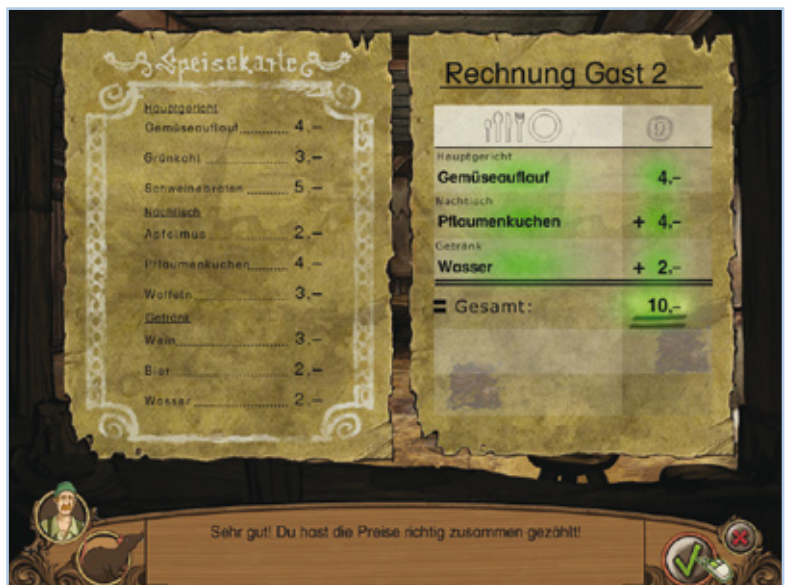 Speisekarte
Hauptgericht
Gemüseauflauf 4,–
Grünkohl 3,–
Schweinebraten 5,–
Nachtisch
Apfelmus 2,–
Pflaumenkuchen 4,–
Waffeln 3,–
Getränk
Wein 3,–
Bier 2,–
Wasser 2,–
Rechnung Gast 2
Hauptgericht
Gemüseauflauf 4,–
Nachtisch
Pflaumenkuchen + 4,–
Getränk
Wasser + 2,–
= Gesamt: 10,–
Sehr gut! Du hast die Preise richtig zusammen gezählt!